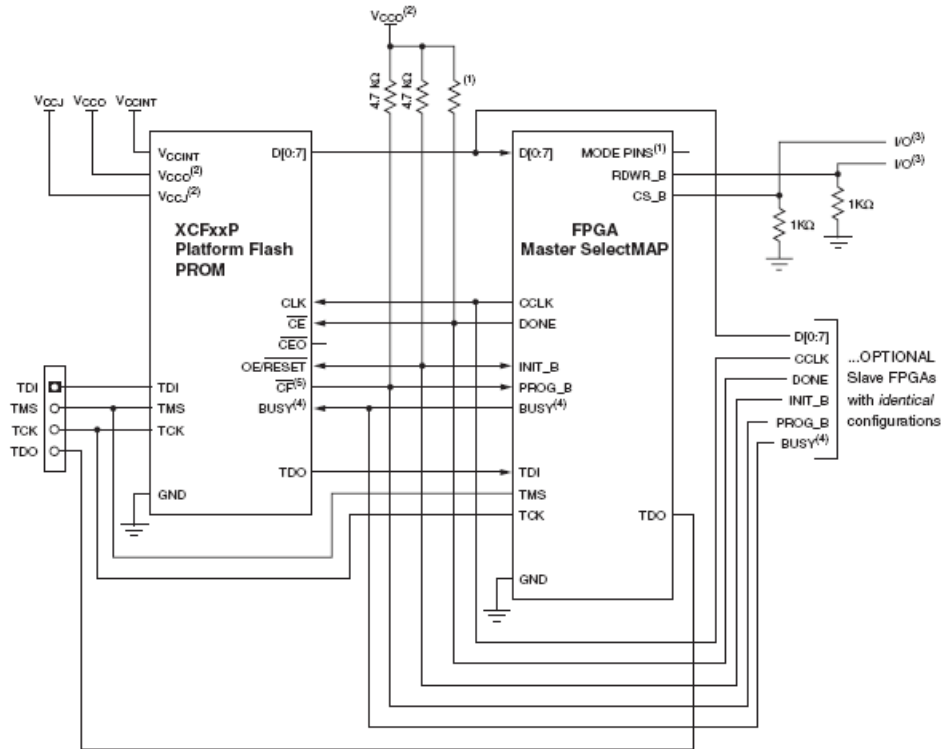 VCCO(2)
4.7 kΩ
4.7 kΩ
(1)
VCCJ VCCO VCCINT
VCCINT
VCCO(2)
VCCJ(2)
D[0:7]
XCFxxP
Platform Flash
PROM
CLK
CE
CEO
OE/RESET
CF(5)
BUSY(4)
TDI
TMS
TCK
TDO
GND
TDI
TMS
TCK
TDO
D[0:7]
MODE PINS(1)
RDWR_B
CS_B
FPGA
Master SelectMAP
CCLK
DONE
INIT_B
PROG_B
BUSY(4)
TDI
TMS
TCK
TDO
GND
I/O(3)
I/O(3)
1KΩ
1KΩ
D[0:7]
CCLK
DONE
INIT_B
PROG_B
BUSY(4)
...OPTIONAL
Slave FPGAs
with identical
configurations